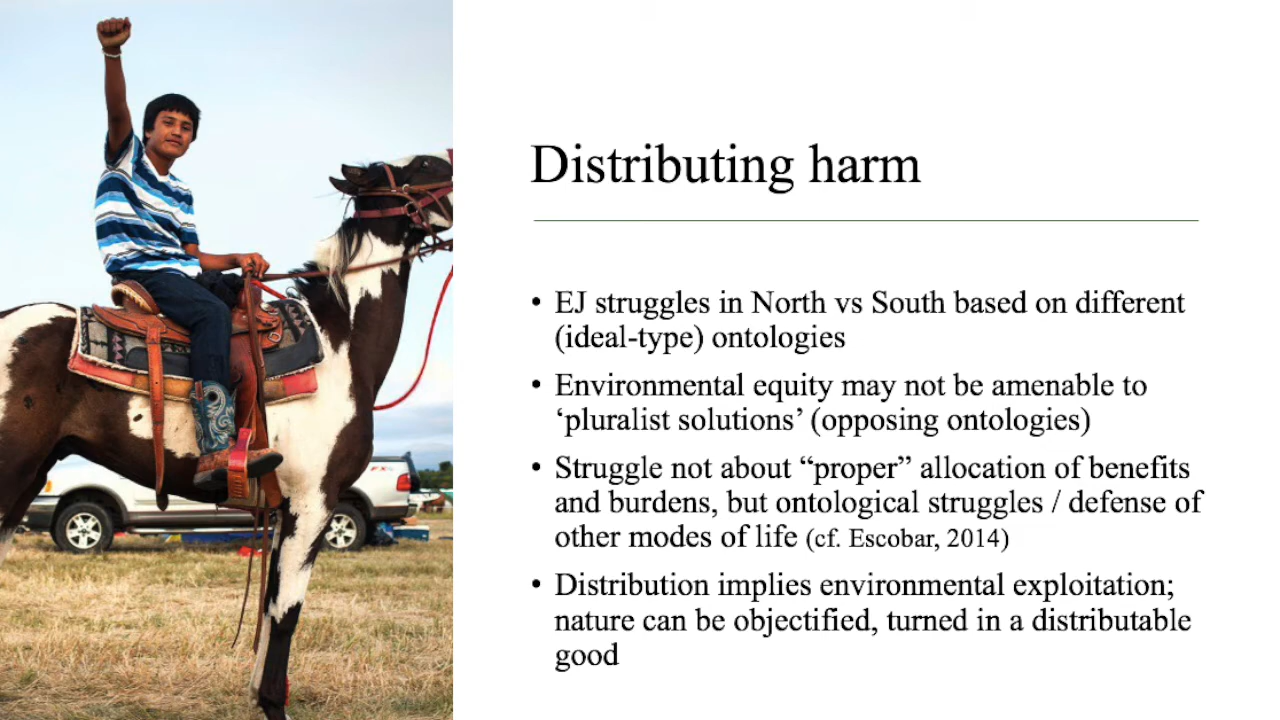 Distributing harm
• EJ struggles in North vs South based on different
(ideal-type) ontologies
• Environmental equity may not be amenable to
‘pluralist solutions’ (opposing ontologies)
• Struggle not about “proper” allocation of benefits
and burdens, but ontological struggles / defense of
other modes of life (cf. Escobar, 2014)
• Distribution implies environmental exploitation;
nature can be objectified, turned in a distributable
good
FX4